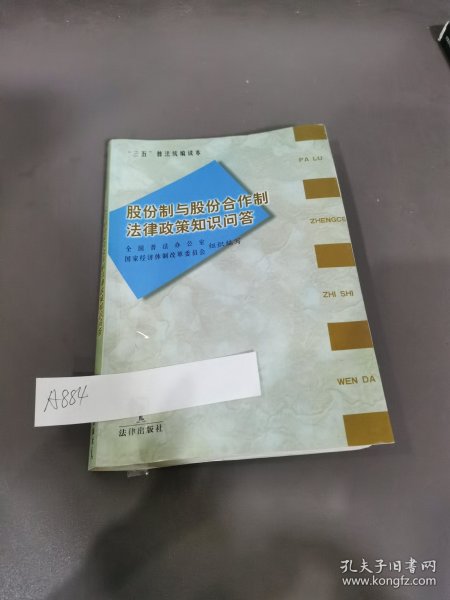 "三五"普法统编读本
股份制与股份合作制
法律政策知识问答
全国普法办公室
国家经济体制改革委员会
组织编写
FA LU
ZHENGCE
ZHI SHI
WEN DA
A884
法律出版社
孔夫子旧书网
www.kongfz.com